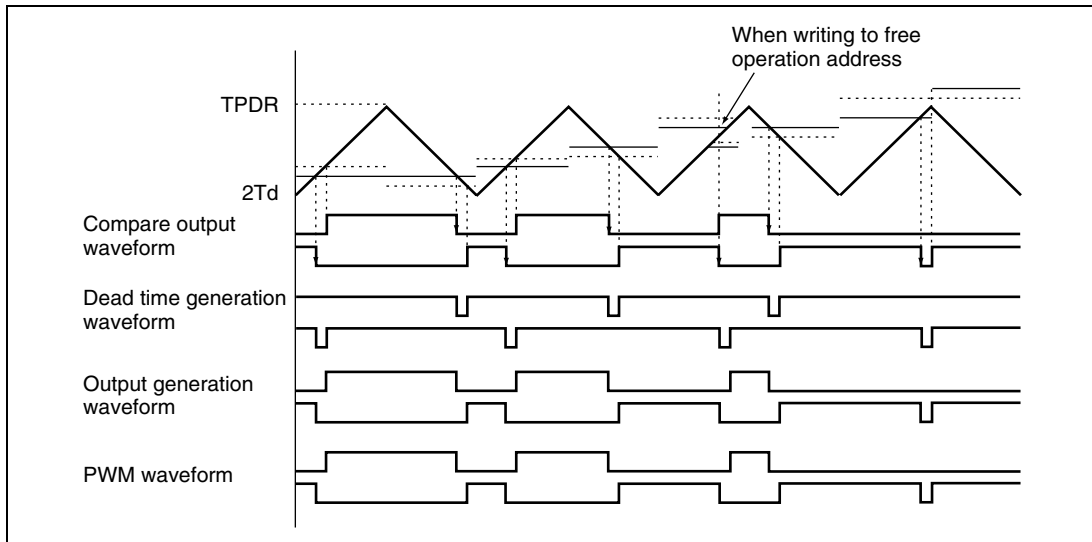 When writing to free
operation address
TPDR
2Td
Compare output
waveform
Dead time generation
waveform
Output generation
waveform
PWM waveform